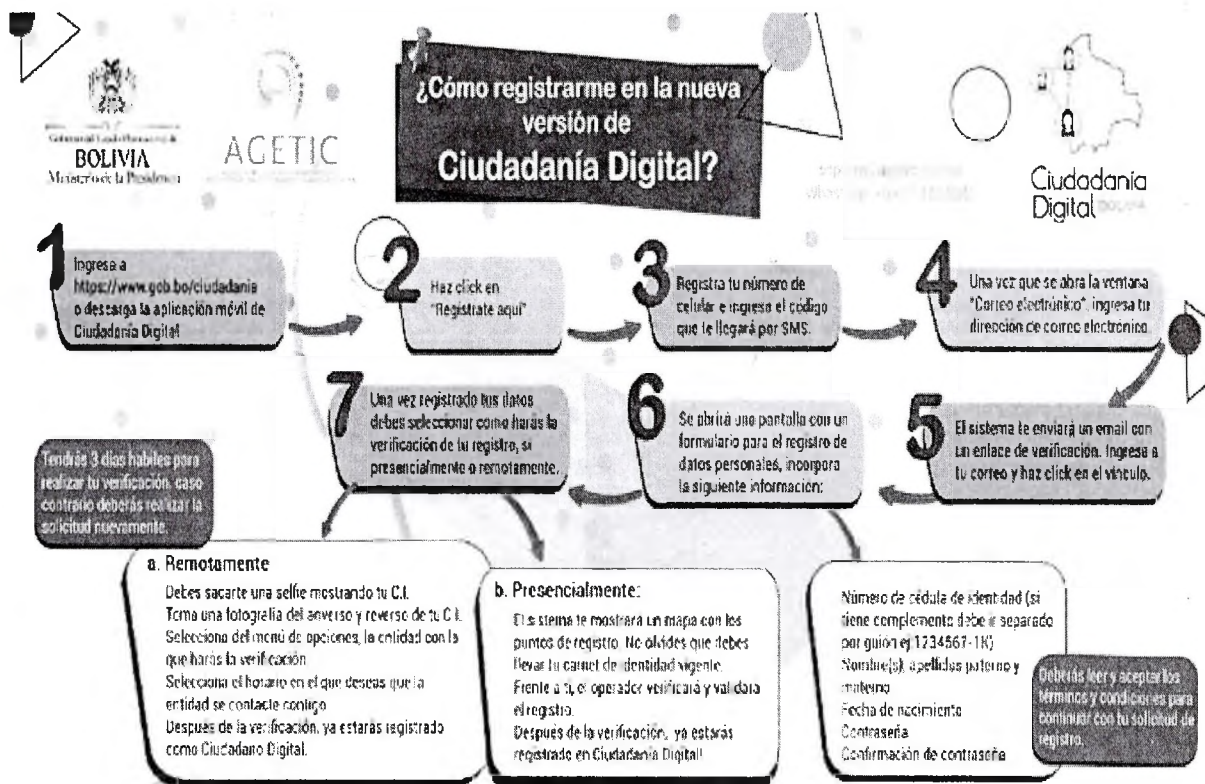 ¿Cómo registrarme en la nueva
versión de
Ciudadanía Digital?
BOLIVIA
Ministerio de la Presidencia
AGETIC
Ciudadanía
Digital
1
Ingresa a
https://www.gob.bo/ciudadania
o descarga la aplicación móvil de
Ciudadanía Digital
2
Haz click en
"Registrate aquí"
3
Registra tu número de
celular e ingresa el código
que te llegará por SMS.
4
Una vez que se abra la ventana
"Correo electrónico", ingresa tu
dirección de correo electrónico.
5
El sistema te enviará un email con
un enlace de verificación. Ingresa a
tu correo y haz click en el vínculo.
6
Se abrirá una pantalla con un
formulario para el registro de
datos personales, incorpora
la siguiente información:
Número de cédula de identidad (si
tiene complemento debe ir separado
por guión ej.1234567-1K)
Nombre(s), apellidos paterno y
materno
Fecha de nacimiento
Contraseña
Confirmación de contraseña
Deberás leer y aceptar los
términos y condiciones para
continuar con tu solicitud de
registro.
7
Una vez registrado tus datos
debes seleccionar como harás la
verificación de tu registro, si
presencialmente o remotamente.
Tendrás 3 días habiles para
realizar tu verificación, caso
contrario deberás realizar la
solicitud nuevamente.
a. Remotamente
Debes sacarte una selfie mostrando tu C.I.
Toma una fotografía del anverso y reverso de tu C.I.
Selecciona del menú de opciones, la entidad con la
que harás la verificación
Selecciona el horario en el que deseas que la
entidad se contacte contigo
Después de la verificación, ya estarás registrado
como Ciudadano Digital.
b. Presencialmente:
El sistema te mostrará un mapa con los
puntos de registro. No olvides que debes
llevar tu carnet de identidad vigente.
Frente a ti, el operador verificará y validara
el registro.
Después de la verificación, ya estarás
registrado en Ciudadanía Digital!